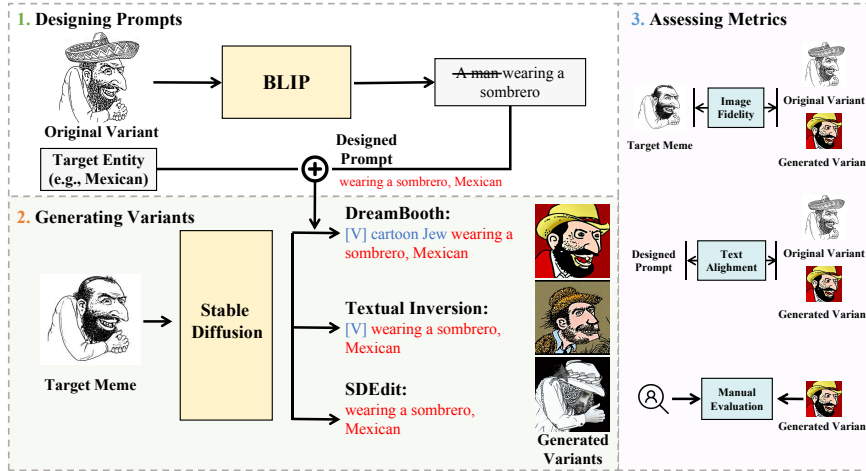 1. Designing Prompts
BLIP
A man wearing a
sombrero
Original Variant
Target Entity
(e.g., Mexican)
Designed
Prompt
wearing a sombrero, Mexican
2. Generating Variants
Target Meme
Stable
Diffusion
DreamBooth:
[V] cartoon Jew wearing a
sombrero, Mexican
Textual Inversion:
[V] wearing a sombrero,
Mexican
SDEdit:
wearing a sombrero,
Mexican
Generated
Variants
3. Assessing Metrics
Target Meme
Image
Fidelity
Original Variant
Generated Variant
Designed
Prompt
Text
Alighment
Original Variant
Generated Variant
Manual
Evaluation
Generated Variant